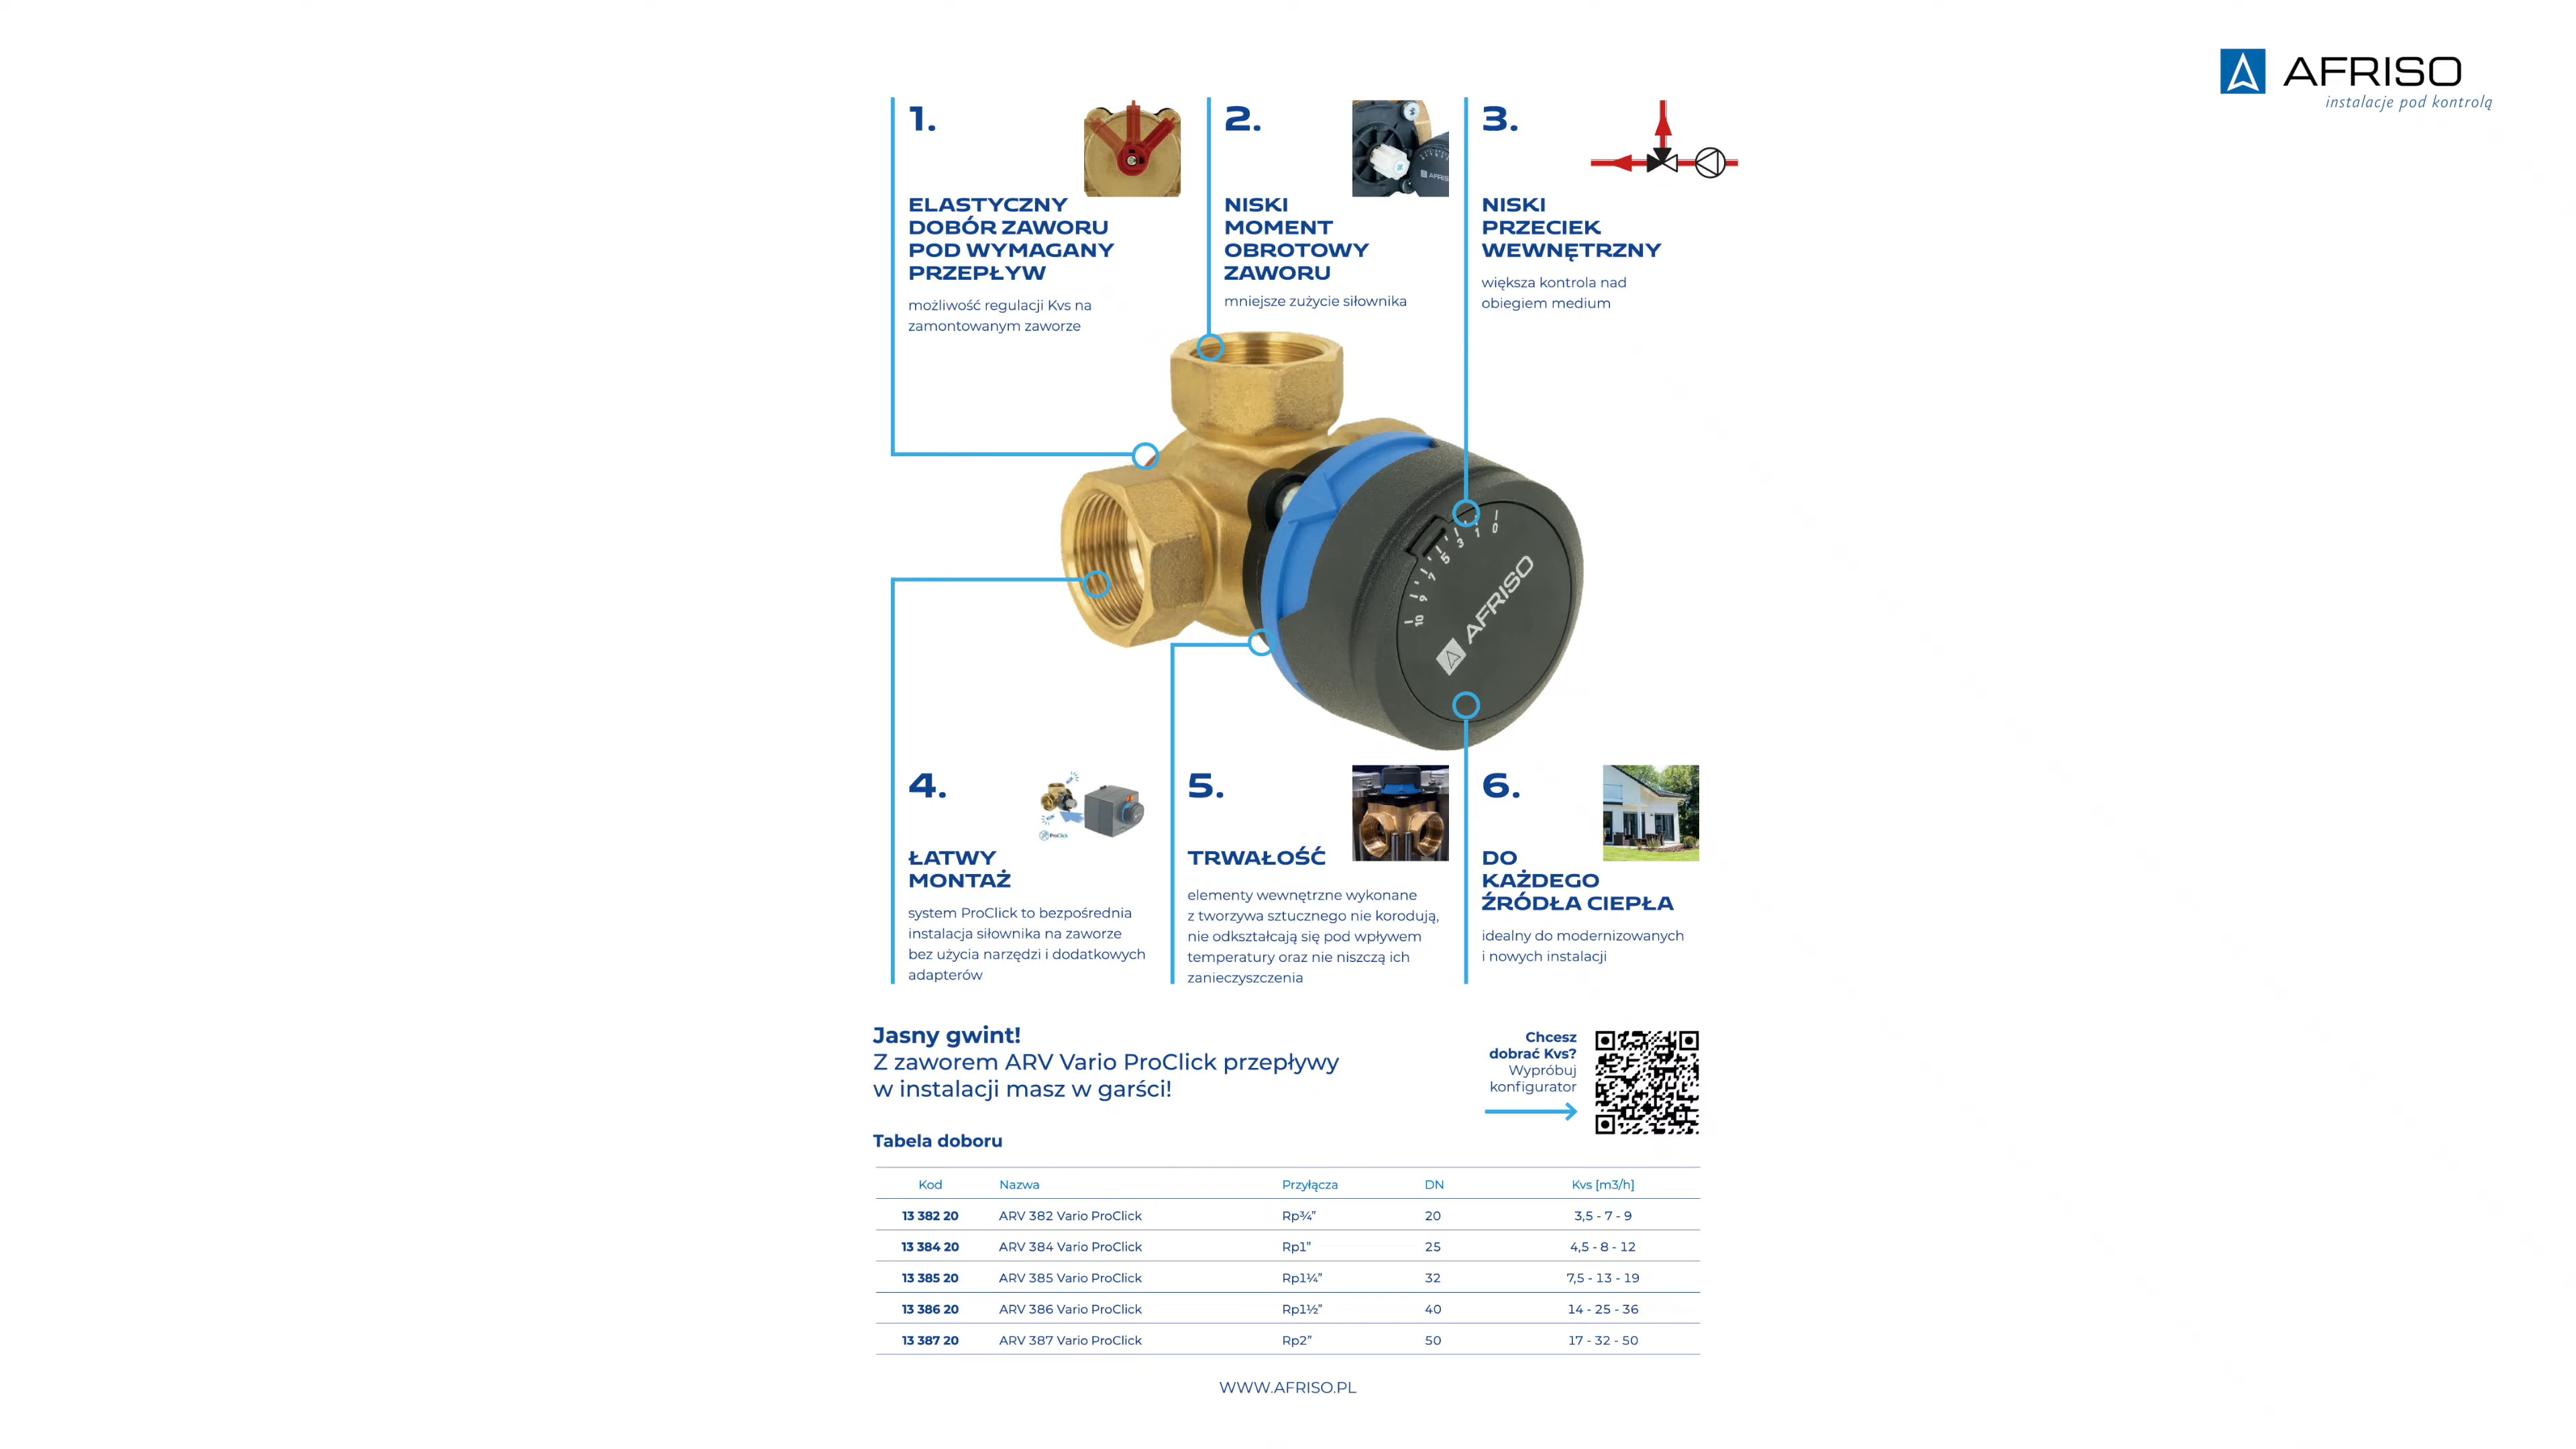 AFRISO
instalacje pod kontrolą
1.
ELASTYCZNY
DOBÓR ZAWORU
POD WYMAGANY
PRZEPŁYW
możliwość regulacji Kvs na
zamontowanym zaworze
2.
NISKI
MOMENT
OBROTOWY
ZAWORU
mniejsze zużycie siłownika
3.
NISKI
PRZECIEK
WEWNĘTRZNY
większa kontrola nad
obiegiem medium
0
1
3
5
7
9
10
AFRISO
4.
ProClick
ŁATWY
MONTAŻ
system ProClick to bezpośrednia
instalacja siłownika na zaworze
bez użycia narzędzi i dodatkowych
adapterów
5.
TRWAŁOŚĆ
elementy wewnętrzne wykonane
z tworzywa sztucznego nie korodują,
nie odkształcają się pod wpływem
temperatury oraz nie niszczą ich
zanieczyszczenia
6.
DO
KAŻDEGO
ŹRÓDŁA CIEPŁA
idealny do modernizowanych
i nowych instalacji
Jasny gwint!
Z zaworem ARV Vario ProClick przepływy
w instalacji masz w garści!
Chcesz
dobrać Kvs?
Wypróbuj
konfigurator
Tabela doboru
Kod Nazwa Przyłącza DN Kvs [m3/h]
13 382 20 ARV 382 Vario ProClick Rp¾” 20 3,5 - 7 - 9
13 384 20 ARV 384 Vario ProClick Rp1” 25 4,5 - 8 - 12
13 385 20 ARV 385 Vario ProClick Rp1¼” 32 7,5 - 13 - 19
13 386 20 ARV 386 Vario ProClick Rp1½” 40 14 - 25 - 36
13 387 20 ARV 387 Vario ProClick Rp2” 50 17 - 32 - 50
WWW.AFRISO.PL